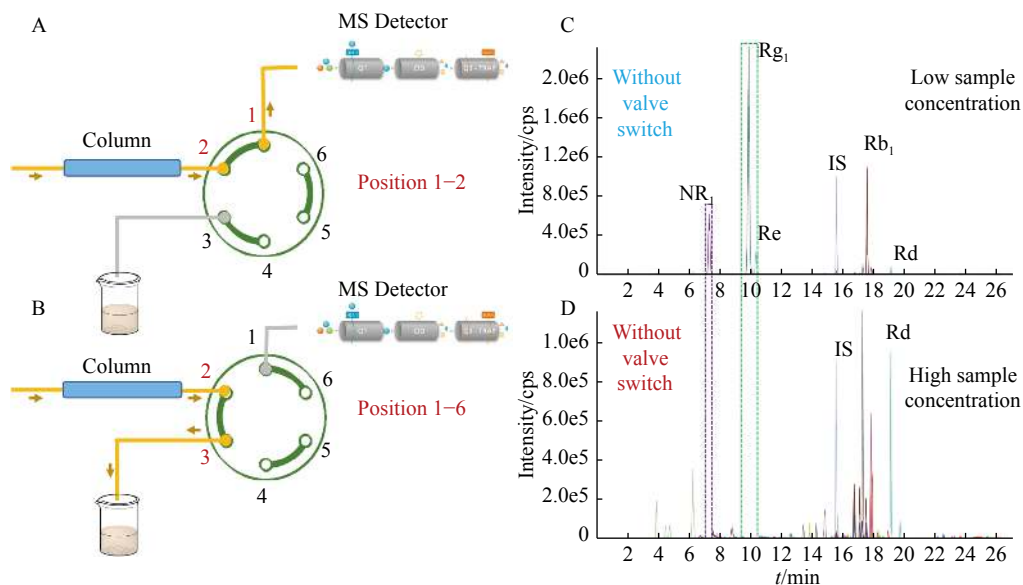 A
MS Detector
Column
1
2
3
4
5
6
Position 1−2
B
MS Detector
Column
1
2
3
4
5
6
Position 1−6
C
Intensity/cps
2.0e6
1.6e6
1.2e6
8.0e5
4.0e5
0
Without
valve
switch
Low sample
concentration
NR1
Rg1
Re
IS
Rb1
Rd
2 4 6 8 10 12 14 16 18 20 22 24 26
D
Intensity/cps
1.0e6
8.0e5
6.0e5
4.0e5
2.0e5
0
Without
valve
switch
High sample
concentration
IS
Rd
2 4 6 8 10 12 14 16 18 20 22 24 26
t/min